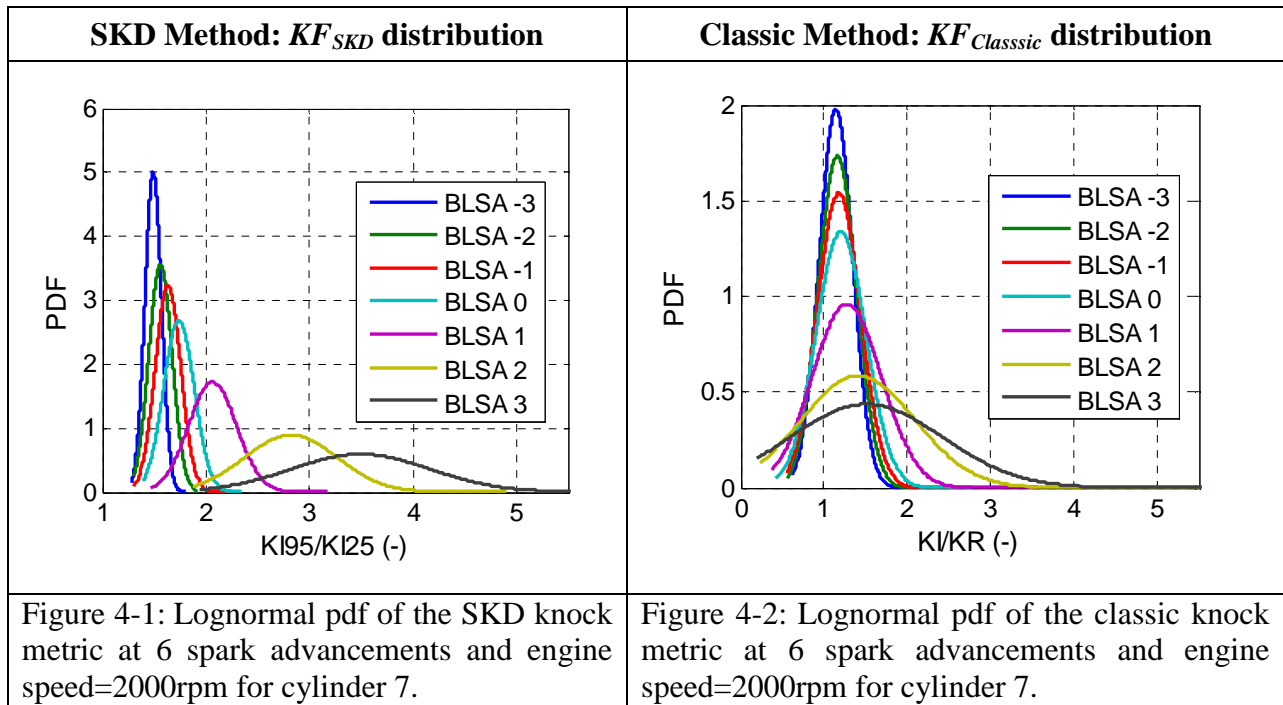 SKD Method: KF_SKD distribution
Classic Method: KF_Classsic distribution
6
5
4
3
2
1
0
PDF
1
2
3
4
5
KI95/KI25 (-)
BLSA -3
BLSA -2
BLSA -1
BLSA 0
BLSA 1
BLSA 2
BLSA 3
2
1.5
1
0.5
0
PDF
0
1
2
3
4
5
KI/KR (-)
BLSA -3
BLSA -2
BLSA -1
BLSA 0
BLSA 1
BLSA 2
BLSA 3
Figure 4-1: Lognormal pdf of the SKD knock
metric at 6 spark advancements and engine
speed=2000rpm for cylinder 7.
Figure 4-2: Lognormal pdf of the classic knock
metric at 6 spark advancements and engine
speed=2000rpm for cylinder 7.